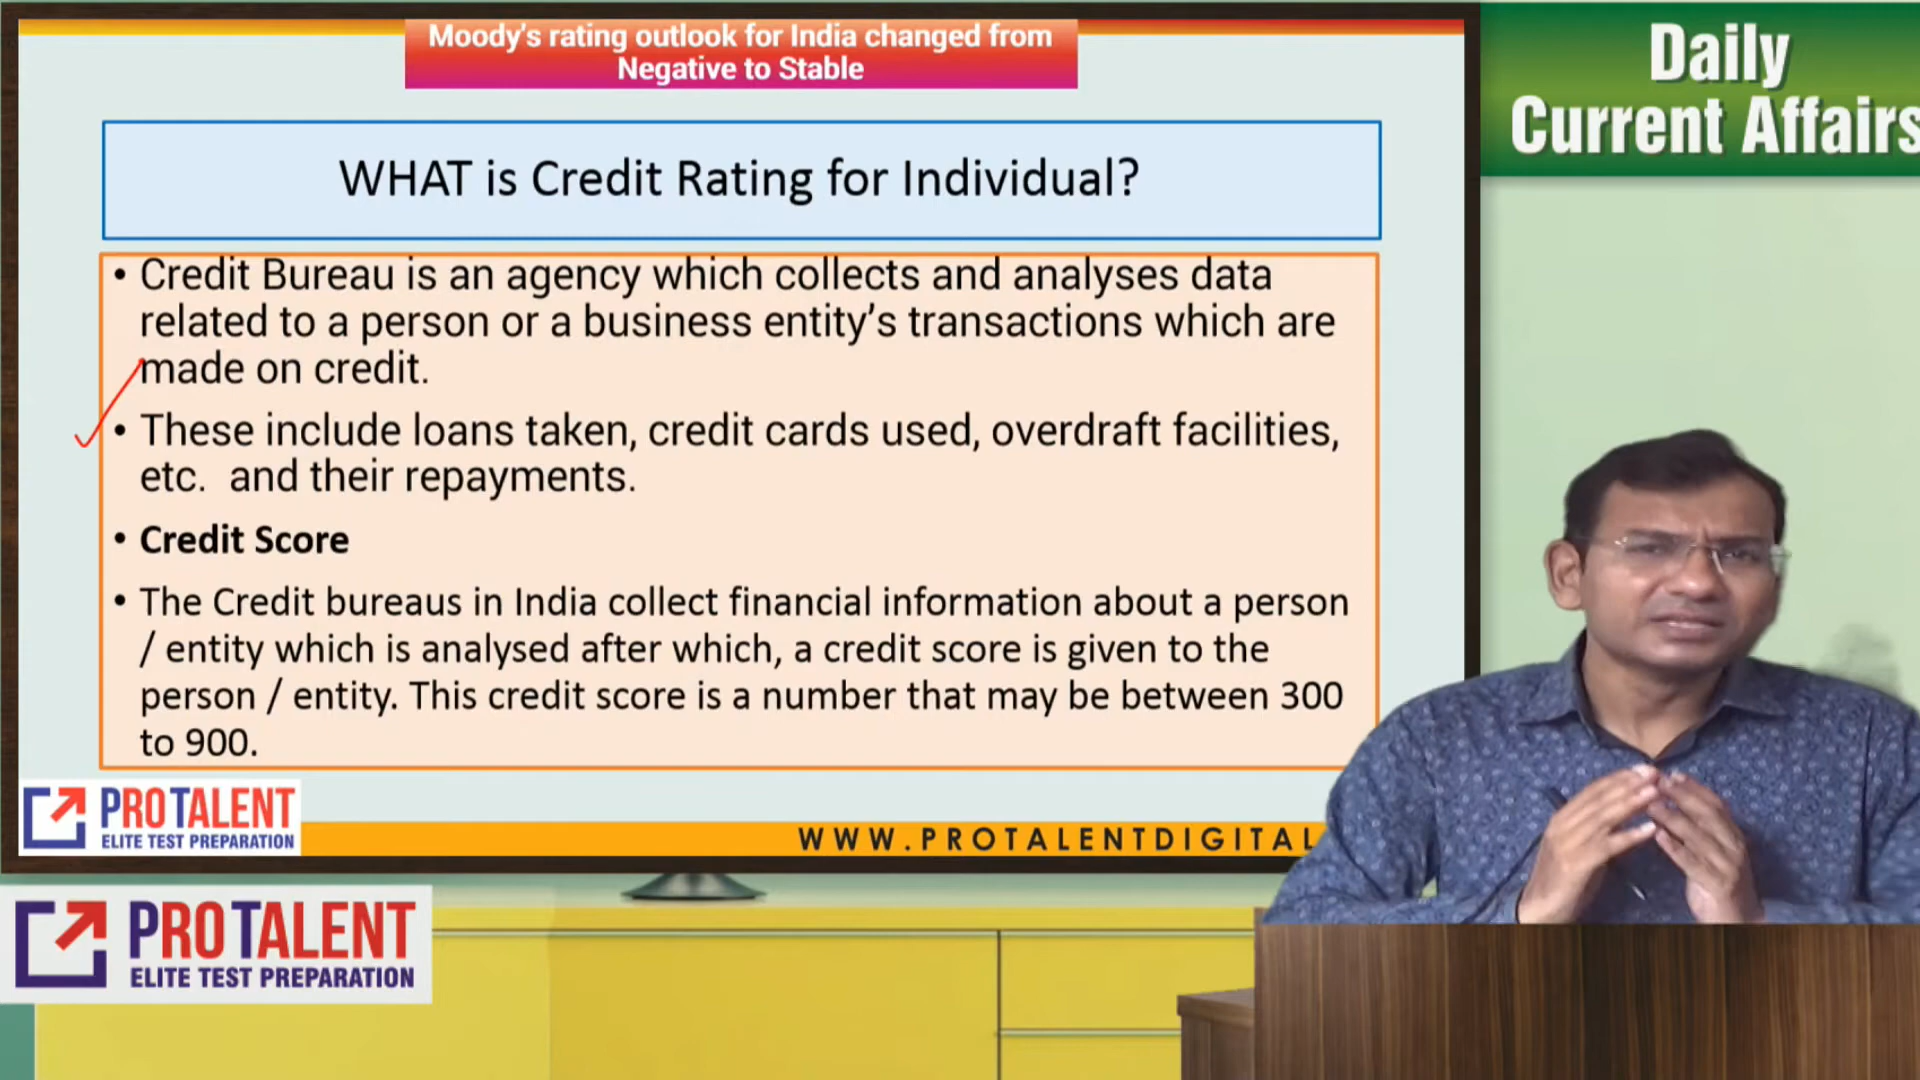 Moody's rating outlook for India changed from
Negative to Stable
Daily
Current Affairs
WHAT is Credit Rating for Individual?
• Credit Bureau is an agency which collects and analyses data
related to a person or a business entity’s transactions which are
made on credit.
• These include loans taken, credit cards used, overdraft facilities,
etc.  and their repayments.
• Credit Score
• The Credit bureaus in India collect financial information about a person
/ entity which is analysed after which, a credit score is given to the
person / entity. This credit score is a number that may be between 300
to 900.
PROTALENT
ELITE TEST PREPARATION
WWW.PROTALENTDIGITAL
PROTALENT
ELITE TEST PREPARATION